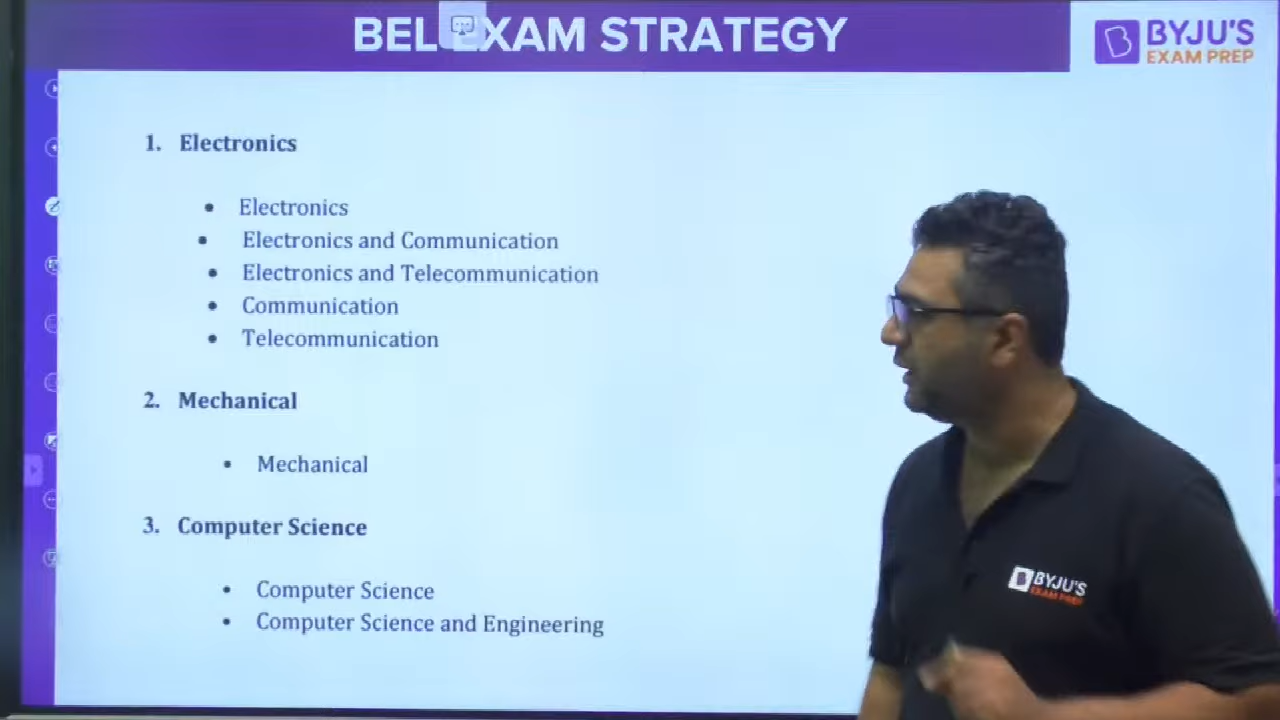 BEL EXAM STRATEGY
BYJU'S
EXAM PREP
1. Electronics
• Electronics
• Electronics and Communication
• Electronics and Telecommunication
• Communication
• Telecommunication
2. Mechanical
• Mechanical
3. Computer Science
• Computer Science
• Computer Science and Engineering
BYJU'S
EXAM PREP